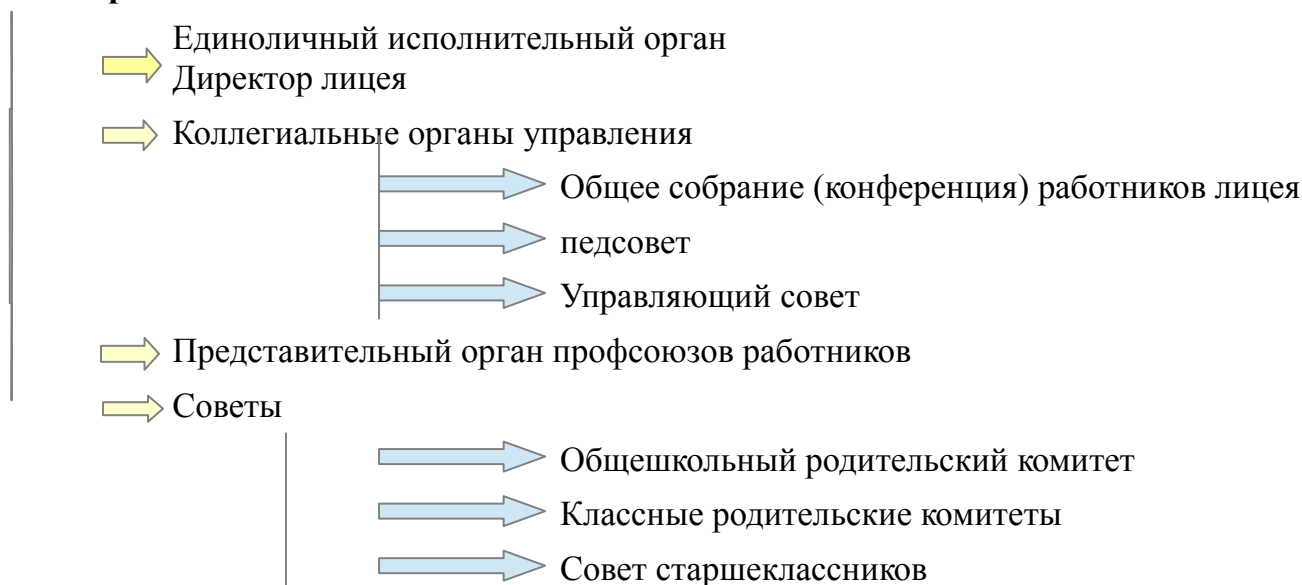 Единоличный исполнительный орган
Директор лицея
Коллегиальные органы управления
Общее собрание (конференция) работников лицея
педсовет
Управляющий совет
Представительный орган профсоюзов работников
Советы
Общешкольный родительский комитет
Классные родительские комитеты
Совет старшеклассников